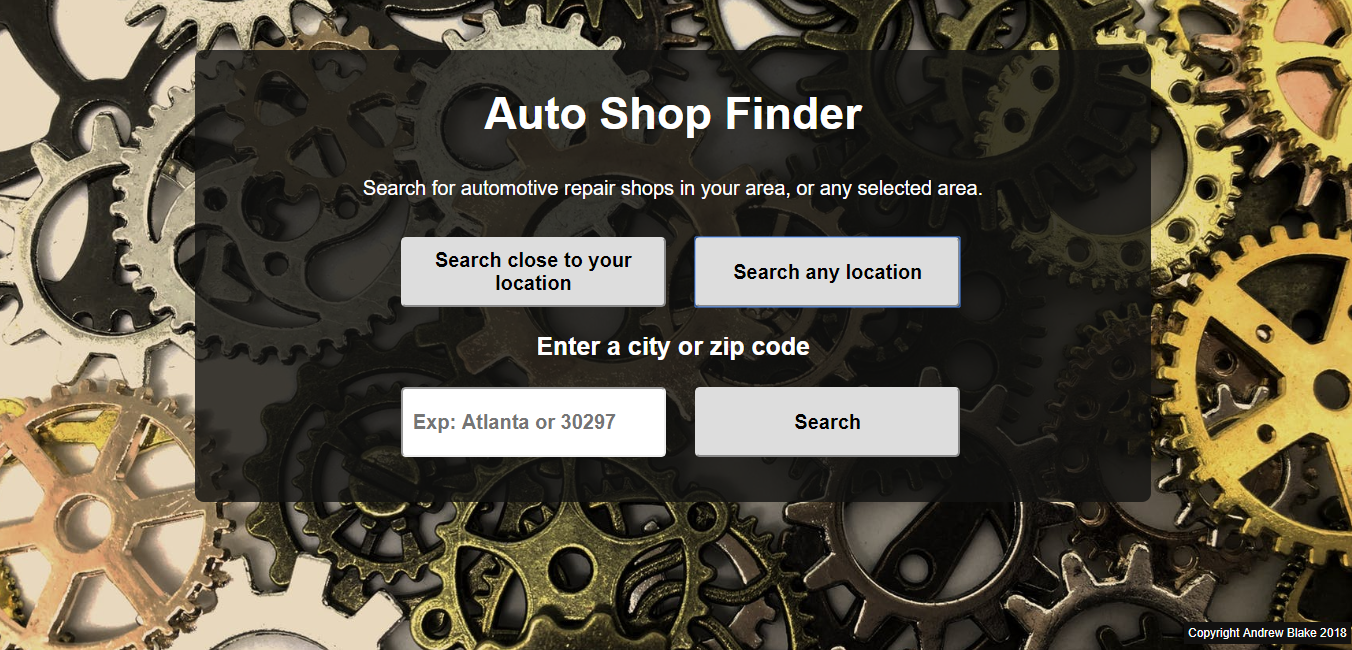 Auto Shop Finder
Search for automotive repair shops in your area, or any selected area.
Search close to your
location
Search any location
Enter a city or zip code
Exp: Atlanta or 30297
Search
Copyright Andrew Blake 2018